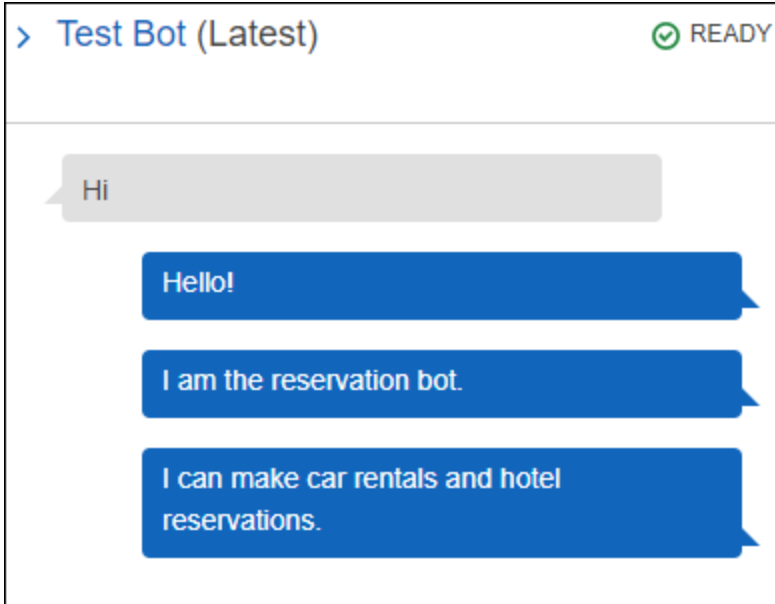 Test Bot (Latest)
READY
Hi
Hello!
I am the reservation bot.
I can make car rentals and hotel
reservations.